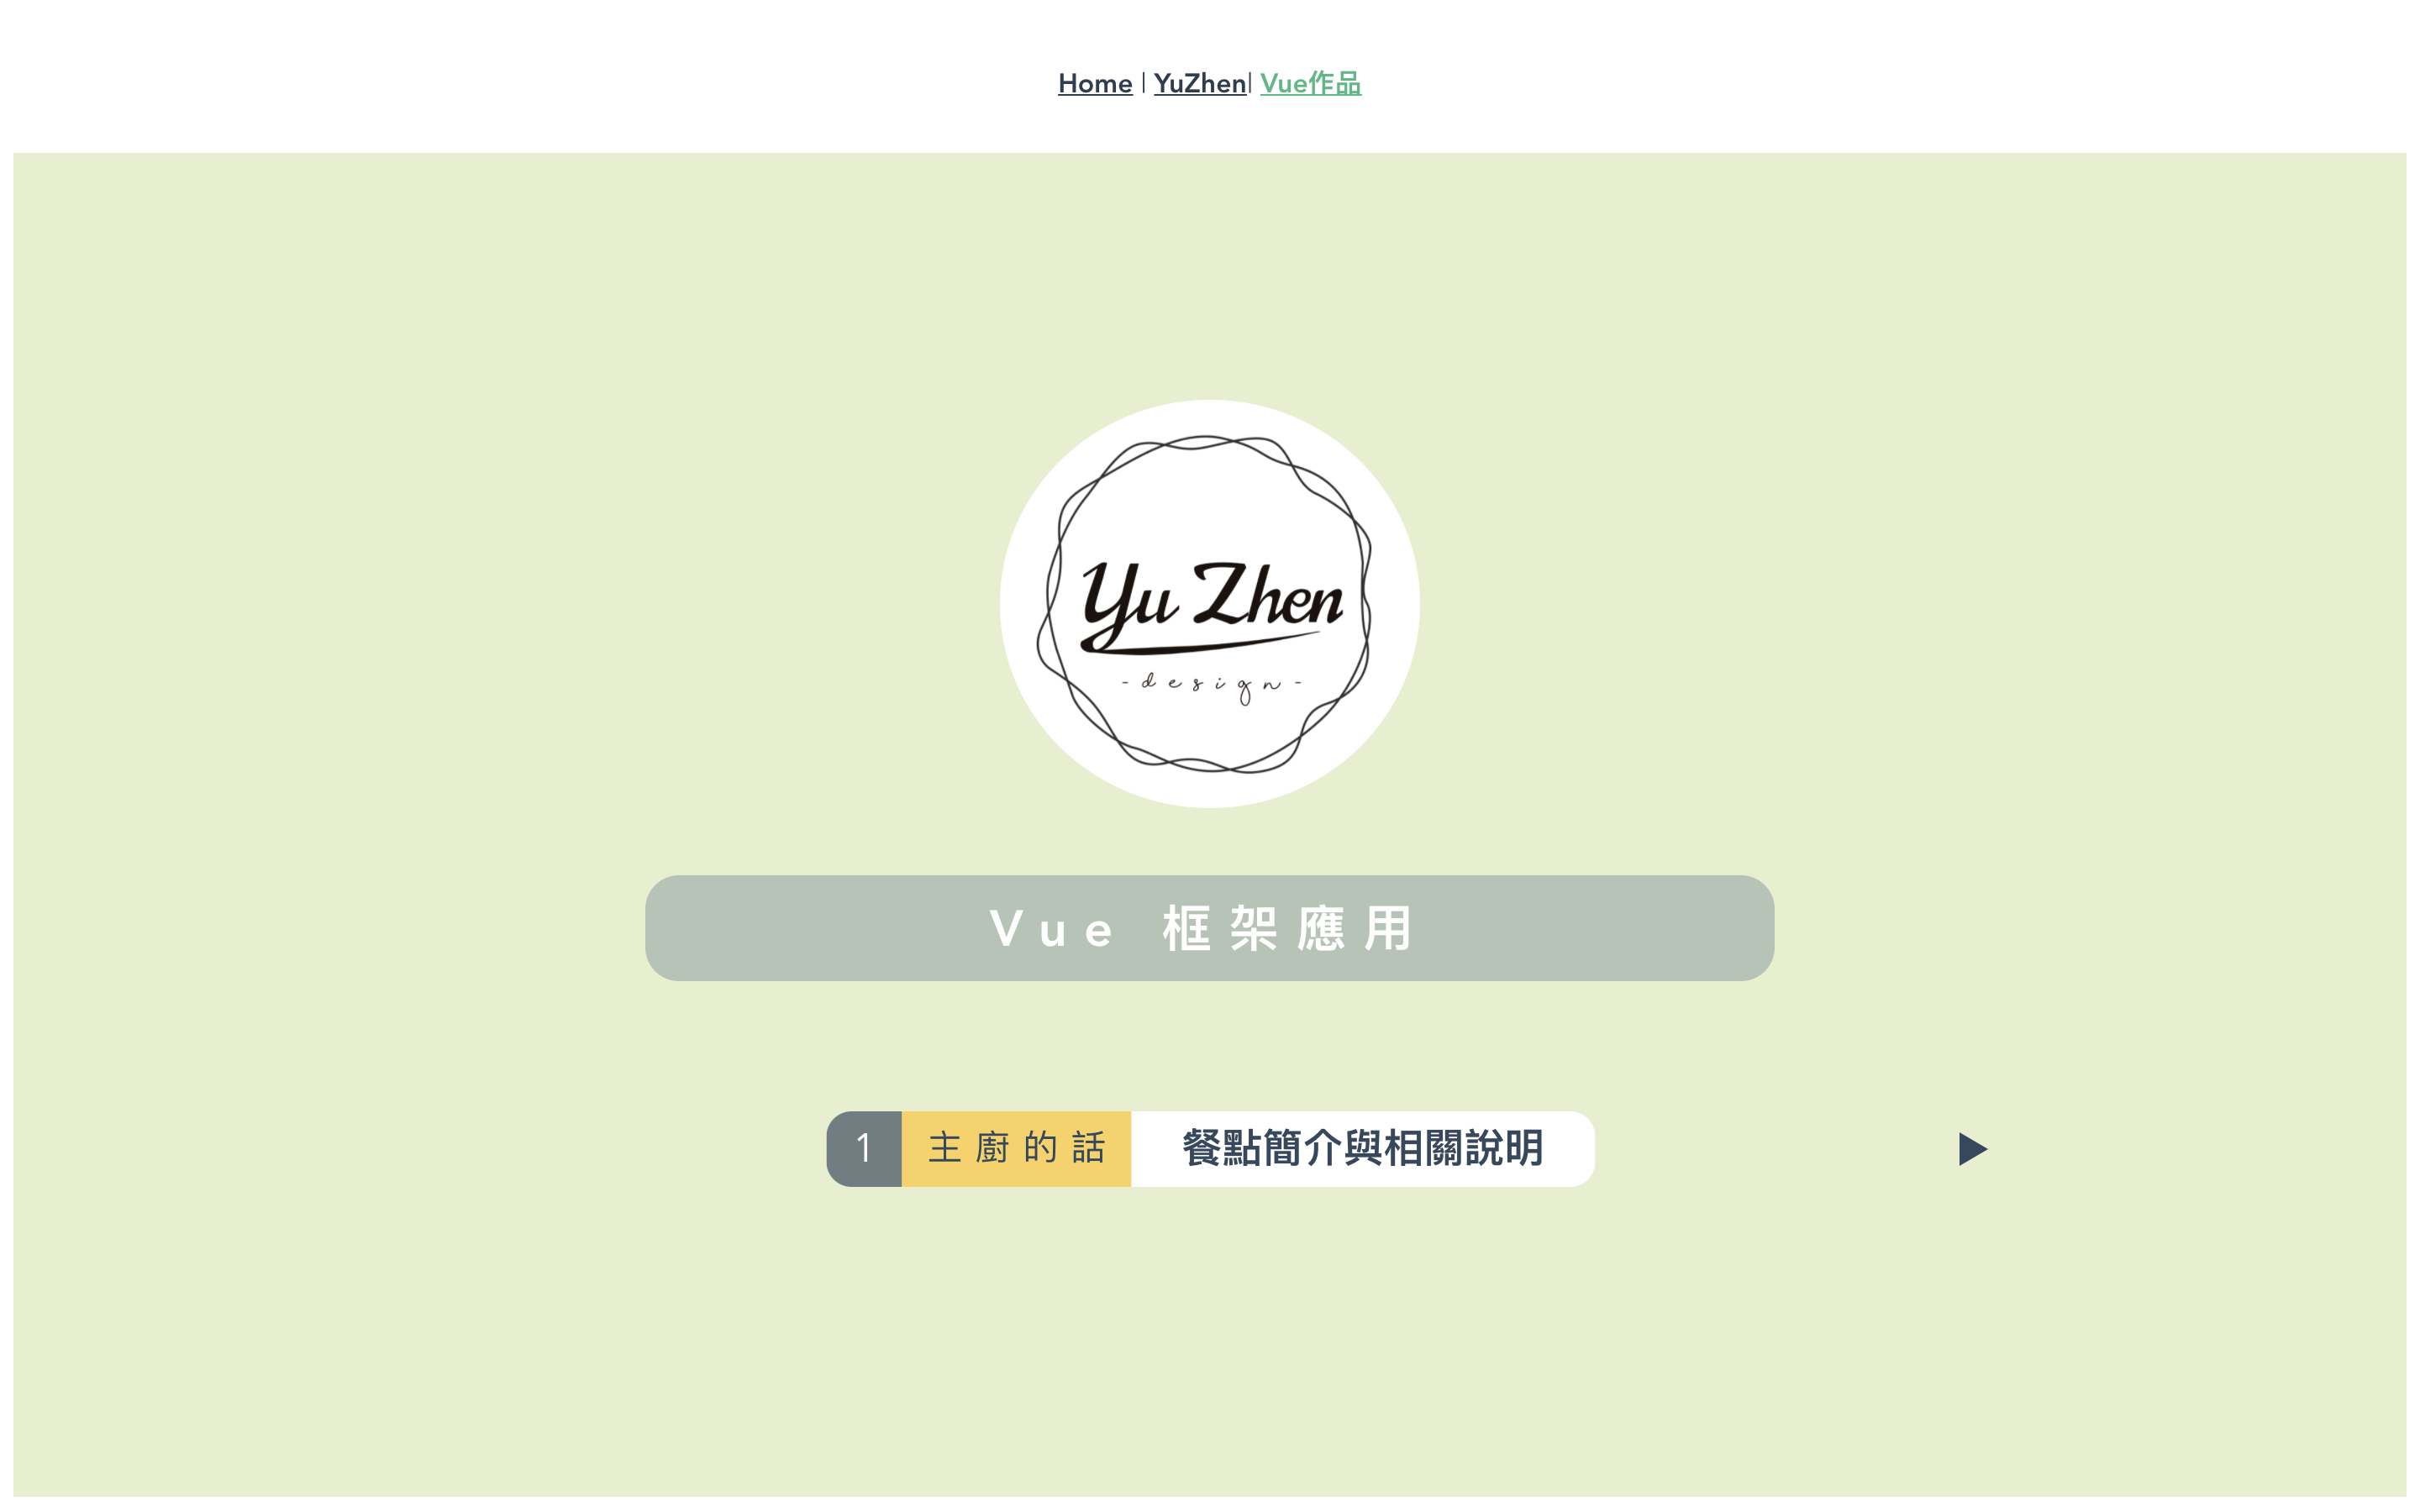 Home | YuZhen| Vue作品
Yu Zhen
- design -
Vue 框架應用
1 主廚的話 餐點簡介與相關說明